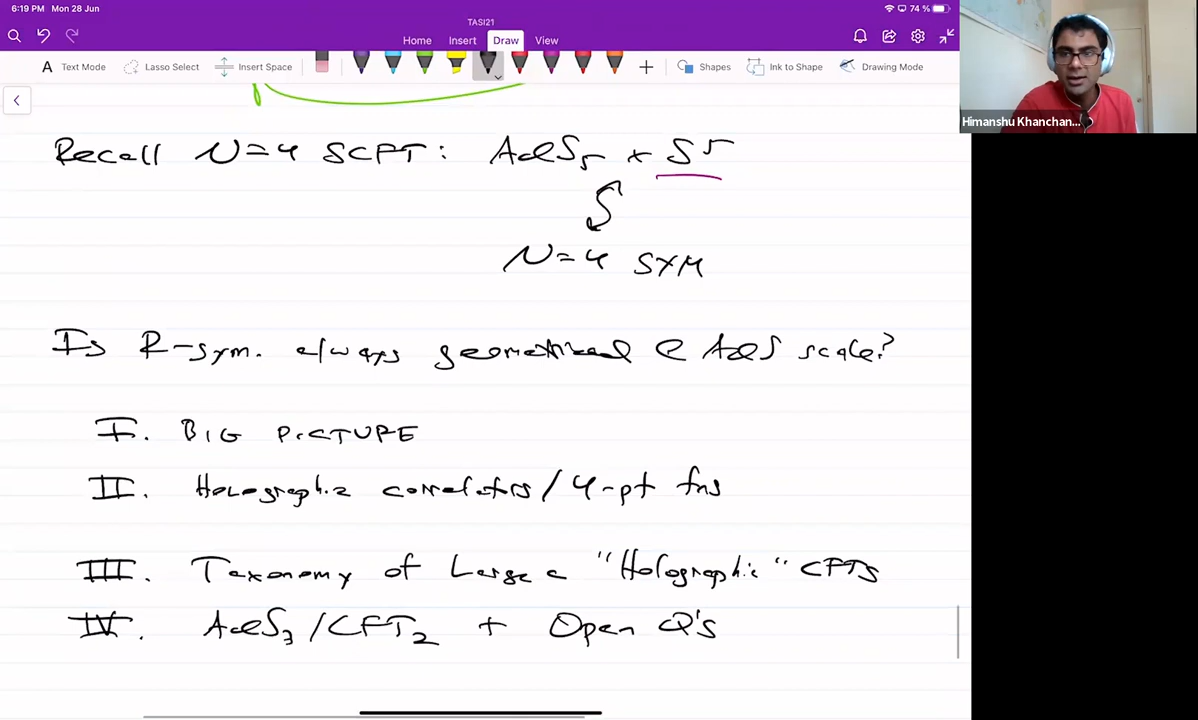 6:19 PM Mon 28 Jun
74 %
TASI21
Home Insert Draw View
Text Mode Lasso Select Insert Space Shapes Ink to Shape Drawing Mode
Himanshu Khanchan...
Recall N=4 SCFT: AdS5 × S5
N=4 SYM
Is R-sym. always geometrized @ AdS scale?
I. BIG PICTURE
II. Holographic correlators / 4-pt fns
III. Taxonomy of Large c "Holographic" CFTs
IV. AdS3/CFT2 + Open Q's